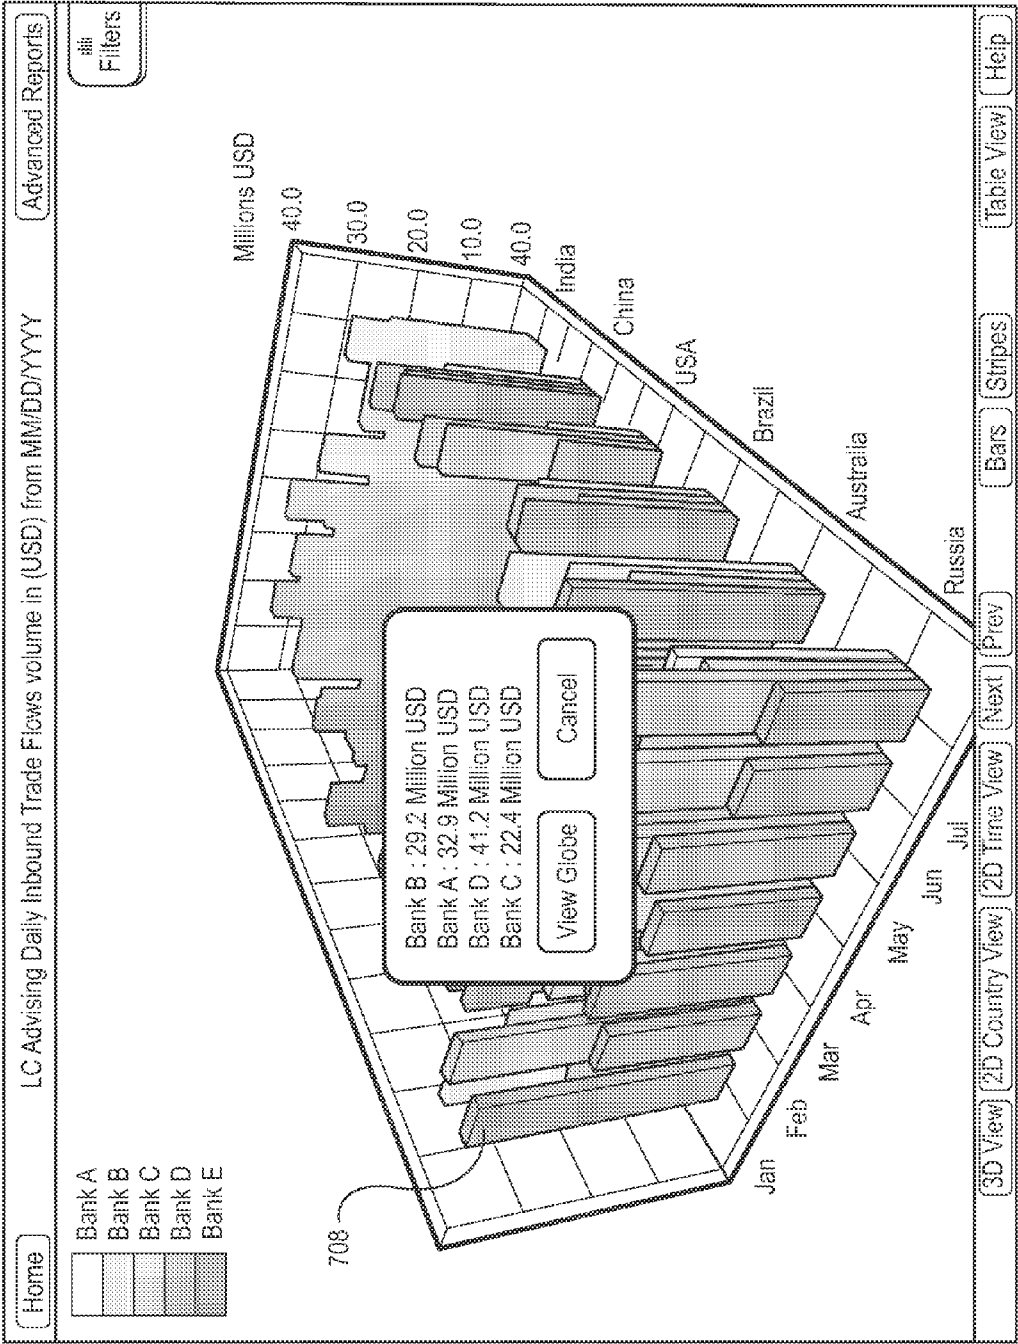 Home
LC Advising Daily Inbound Trade Flows volume in (USD) from MM/DD/YYYY
Advanced Reports
Bank A
Bank B
Bank C
Bank D
Bank E
Filters
Millions USD
40.0
30.0
20.0
10.0
40.0
India
China
USA
Brazil
Australia
Russia
708
Bank B : 29.2 Million USD
Bank A : 32.9 Million USD
Bank D : 41.2 Million USD
Bank C : 22.4 Million USD
View Globe
Cancel
Jan
Feb
Mar
Apr
May
Jun
Jul
3D View
2D Country View
2D Time View
Next
Prev
Bars
Stripes
Table View
Help